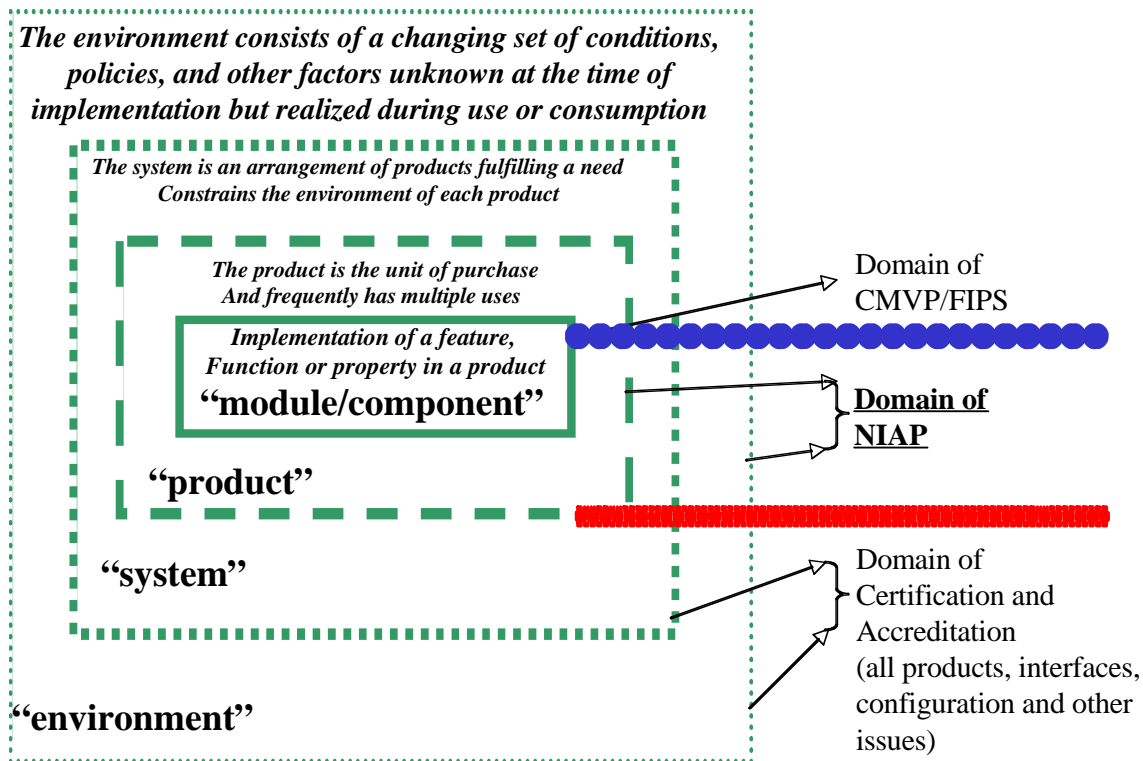 The environment consists of a changing set of conditions,
policies, and other factors unknown at the time of
implementation but realized during use or consumption
The system is an arrangement of products fulfilling a need
Constrains the environment of each product
The product is the unit of purchase
And frequently has multiple uses
Implementation of a feature,
Function or property in a product
“module/component”
“product”
“system”
“environment”
Domain of
CMVP/FIPS
Domain of
NIAP
Domain of
Certification and
Accreditation
(all products, interfaces,
configuration and other
issues)